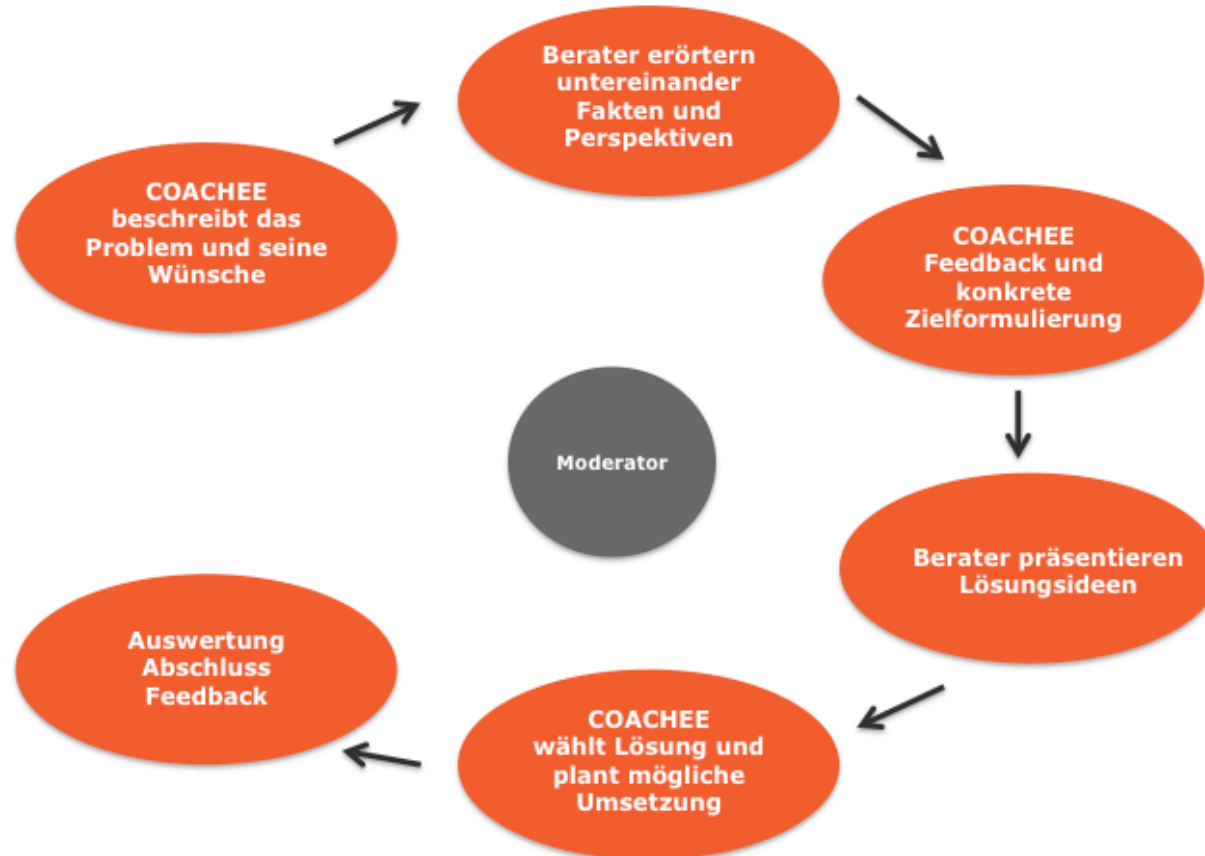 COACHEE
beschreibt das
Problem und seine
Wünsche
Berater erörtern
untereinander
Fakten und
Perspektiven
COACHEE
Feedback und
konkrete
Zielformulierung
Berater präsentieren
Lösungsideen
COACHEE
wählt Lösung und
plant mögliche
Umsetzung
Auswertung
Abschluss
Feedback
Moderator